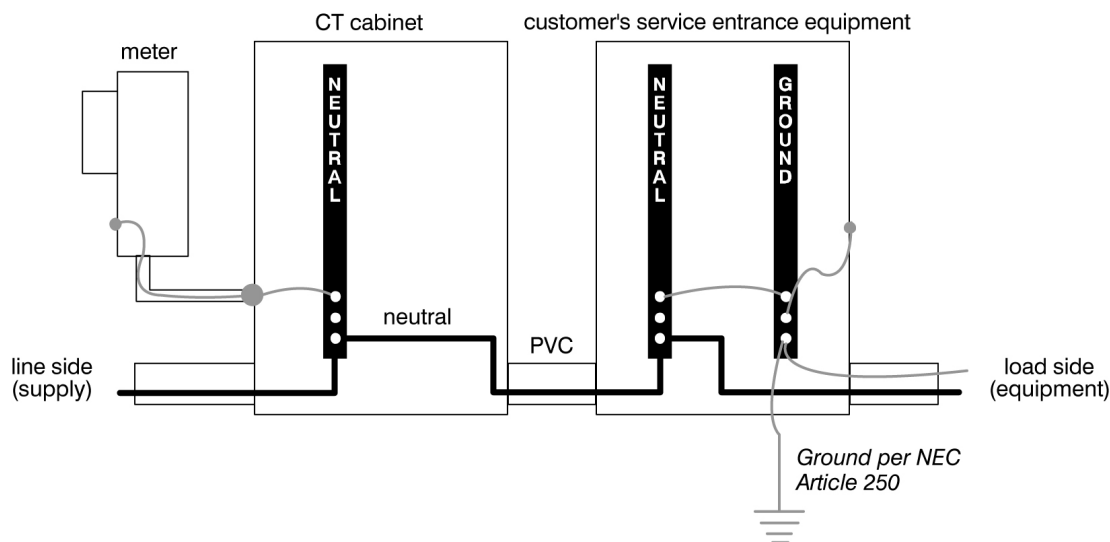 CT cabinet
customer's service entrance equipment
meter
NEUTRAL
NEUTRAL
GROUND
neutral
PVC
line side
(supply)
load side
(equipment)
Ground per NEC
Article 250